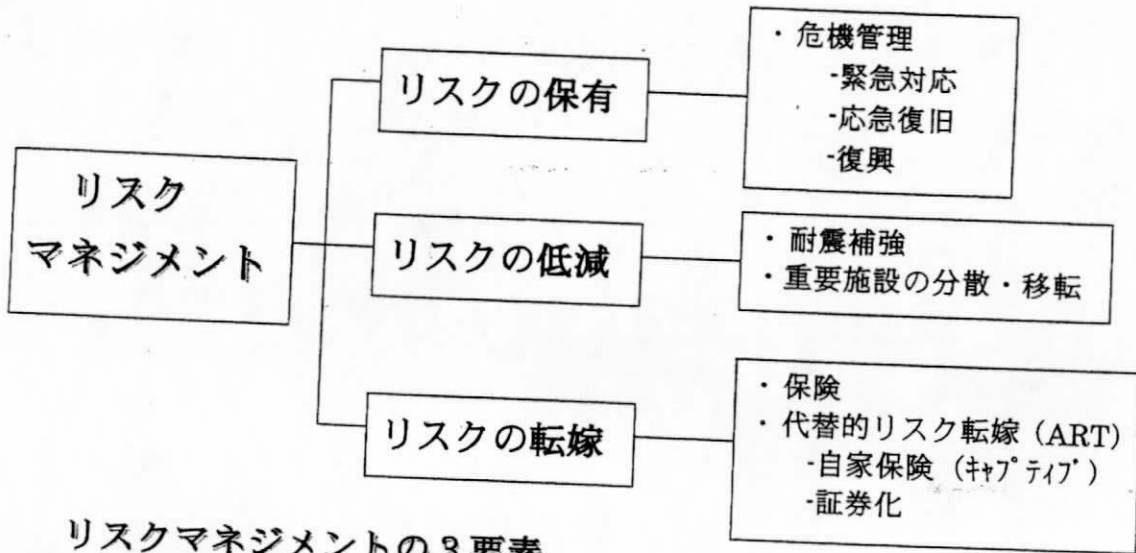 リスク
マネジメント
リスクの保有
・危機管理
-緊急対応
-応急復旧
-復興
リスクの低減
・耐震補強
・重要施設の分散・移転
リスクの転嫁
・保険
・代替的リスク転嫁（ART）
-自家保険（ｷｬﾌﾟﾃｨﾌﾞ）
-証券化
リスクマネジメントの３要素